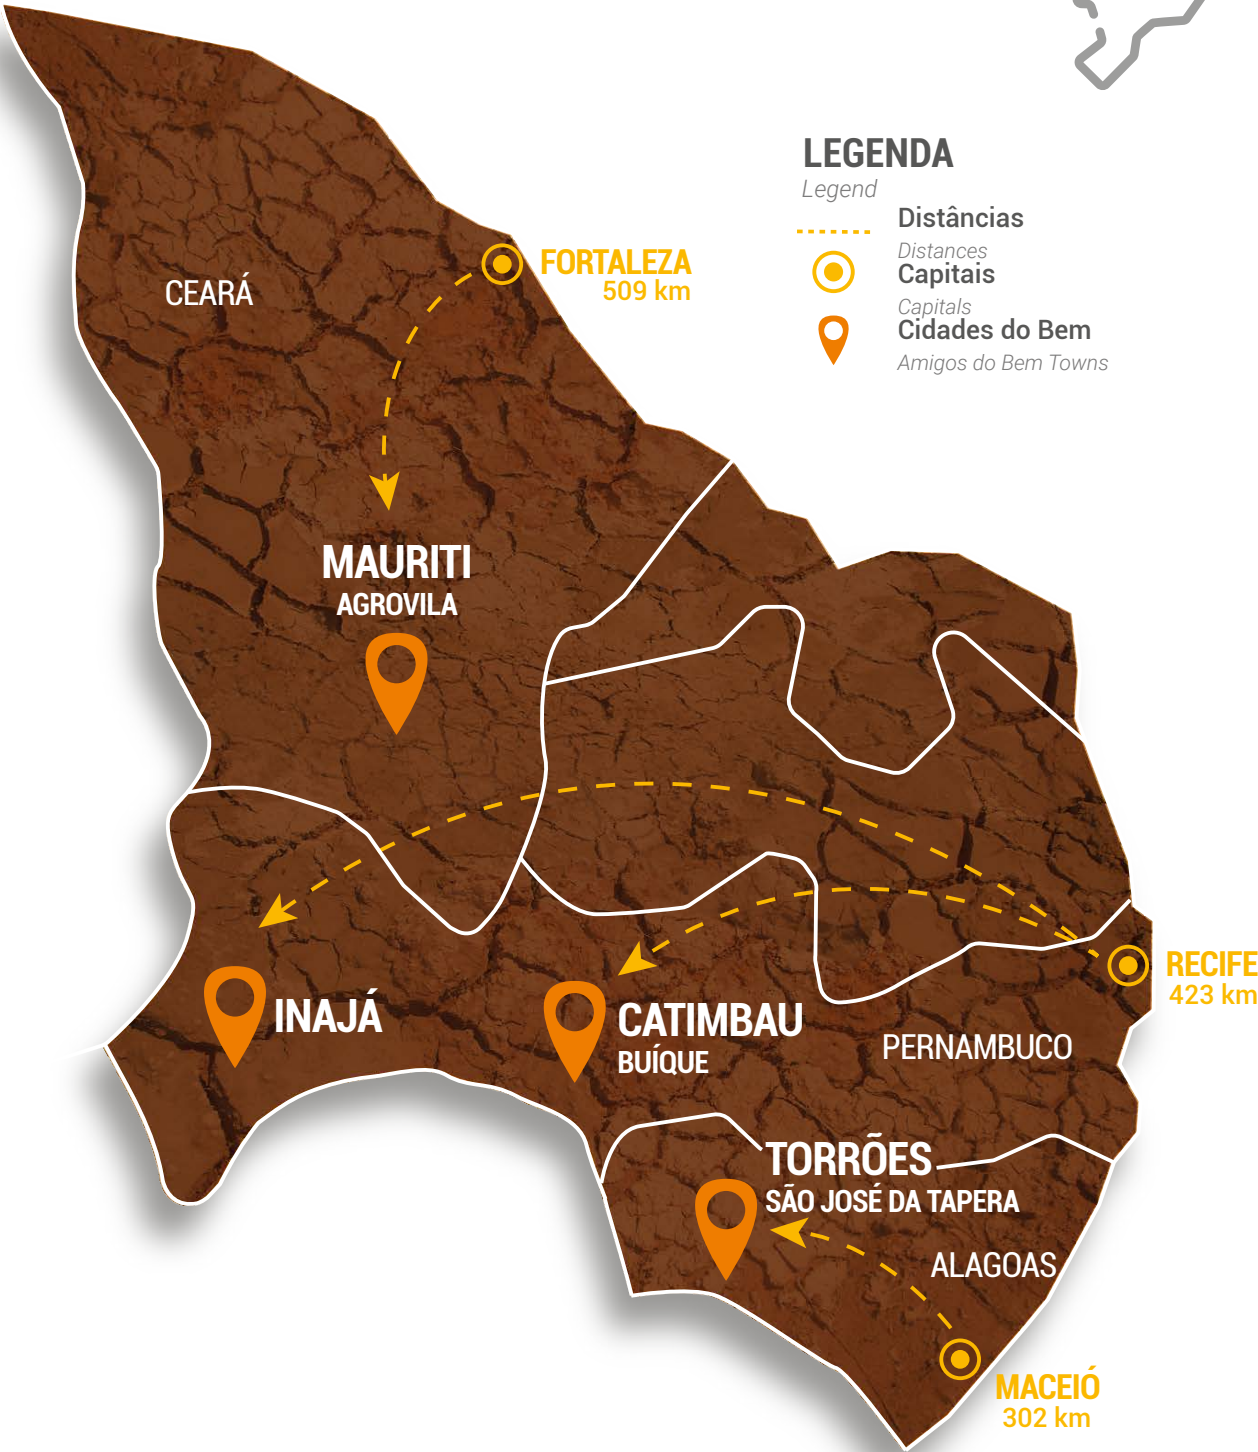 LEGENDA
Legend
Distâncias
Distances
Capitais
Capitals
Cidades do Bem
Amigos do Bem Towns
FORTALEZA
509 km
CEARÁ
MAURITI
AGROVILA
RECIFE
423 km
INAJÁ
CATIMBAU
BUÍQUE
PERNAMBUCO
TORRÕES
SÃO JOSÉ DA TAPERA
ALAGOAS
MACEIÓ
302 km